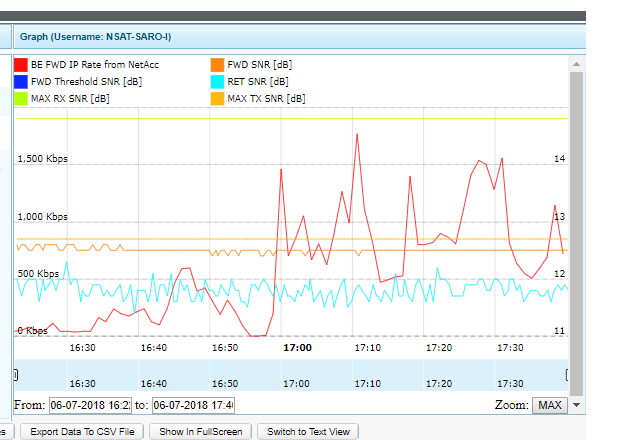 Graph (Username: NSAT-SARO-I)
BE FWD IP Rate from NetAcc FWD SNR [dB]
FWD Threshold SNR [dB] RET SNR [dB]
MAX RX SNR [dB] MAX TX SNR [dB]
1,500 Kbps 14
1,000 Kbps 13
500 Kbps 12
0 Kbps 11
16:30 16:40 16:50 17:00 17:10 17:20 17:30
16:30 16:40 16:50 17:00 17:10 17:20 17:30
From: 06-07-2018 16:2 to: 06-07-2018 17:4 Zoom: MAX
Export Data To CSV File Show In FullScreen Switch to Text View